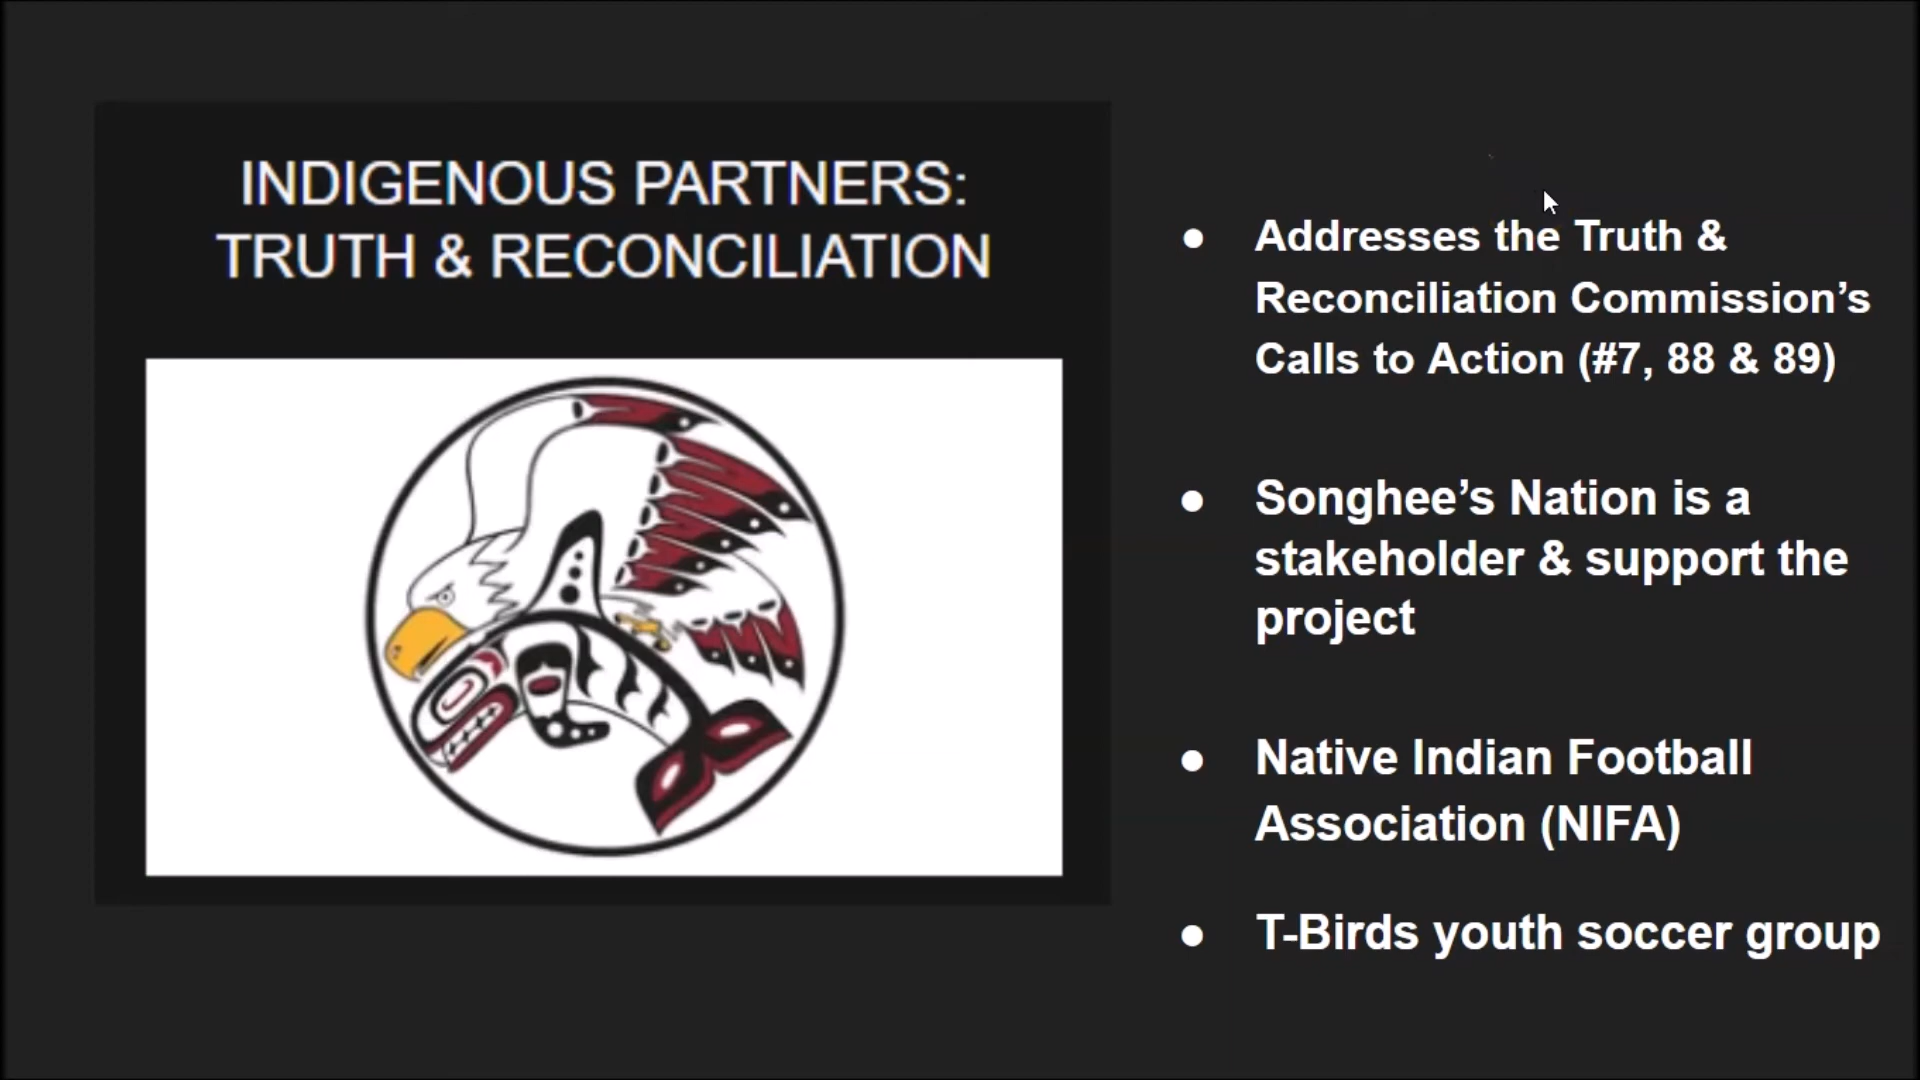 INDIGENOUS PARTNERS:
TRUTH & RECONCILIATION
● Addresses the Truth &
Reconciliation Commission’s
Calls to Action (#7, 88 & 89)
● Songhee’s Nation is a
stakeholder & support the
project
● Native Indian Football
Association (NIFA)
● T-Birds youth soccer group